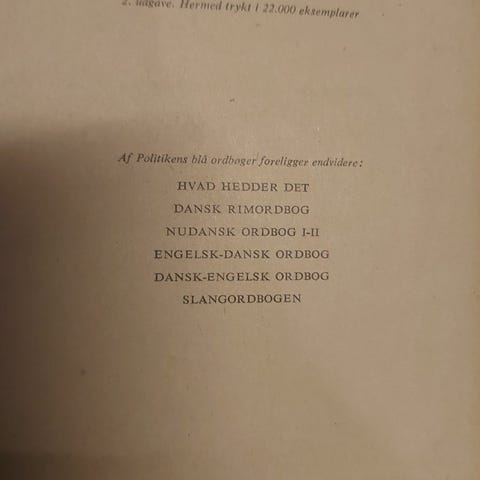 2. udgave. Hermed trykt i 22.000 eksemplarer
Af Politikens blå ordbøger foreligger endvidere:
HVAD HEDDER DET
DANSK RIMORDBOG
NUDANSK ORDBOG I-II
ENGELSK-DANSK ORDBOG
DANSK-ENGELSK ORDBOG
SLANGORDBOGEN